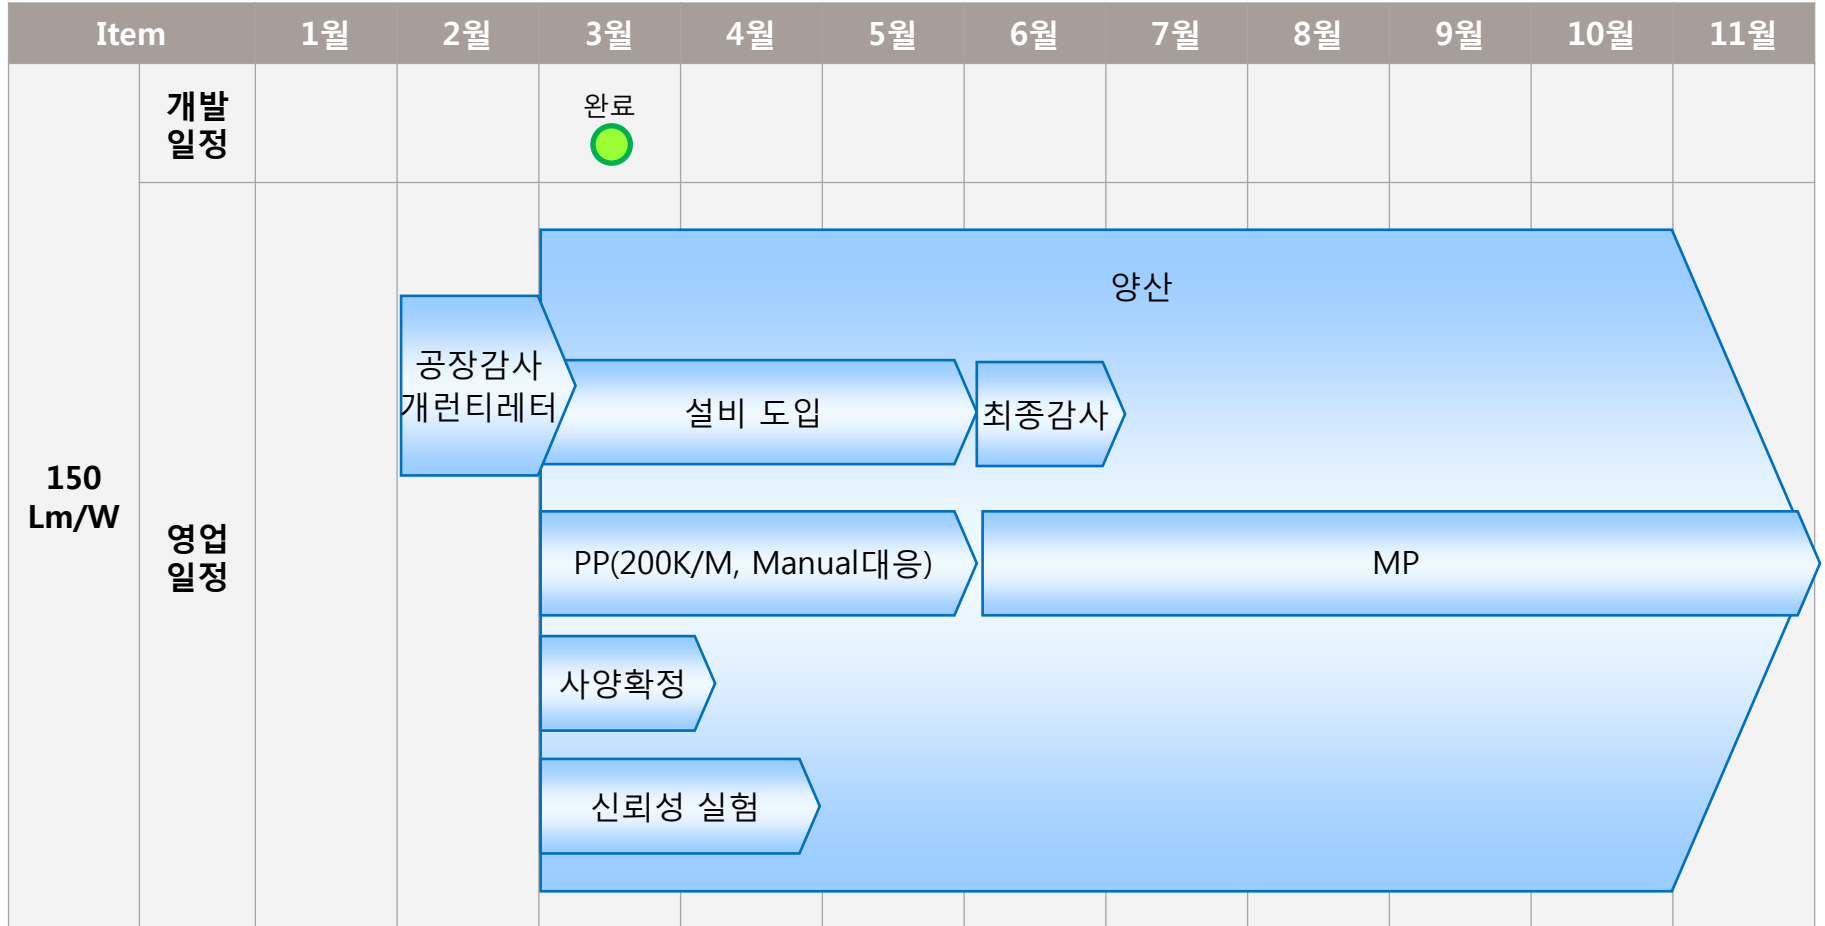 Item 1월 2월 3월 4월 5월 6월 7월 8월 9월 10월 11월
개발
일정
완료
150
Lm/W
영업
일정
양산
공장감사
개런티레터
설비 도입
최종감사
PP(200K/M, Manual대응)
MP
사양확정
신뢰성 실험